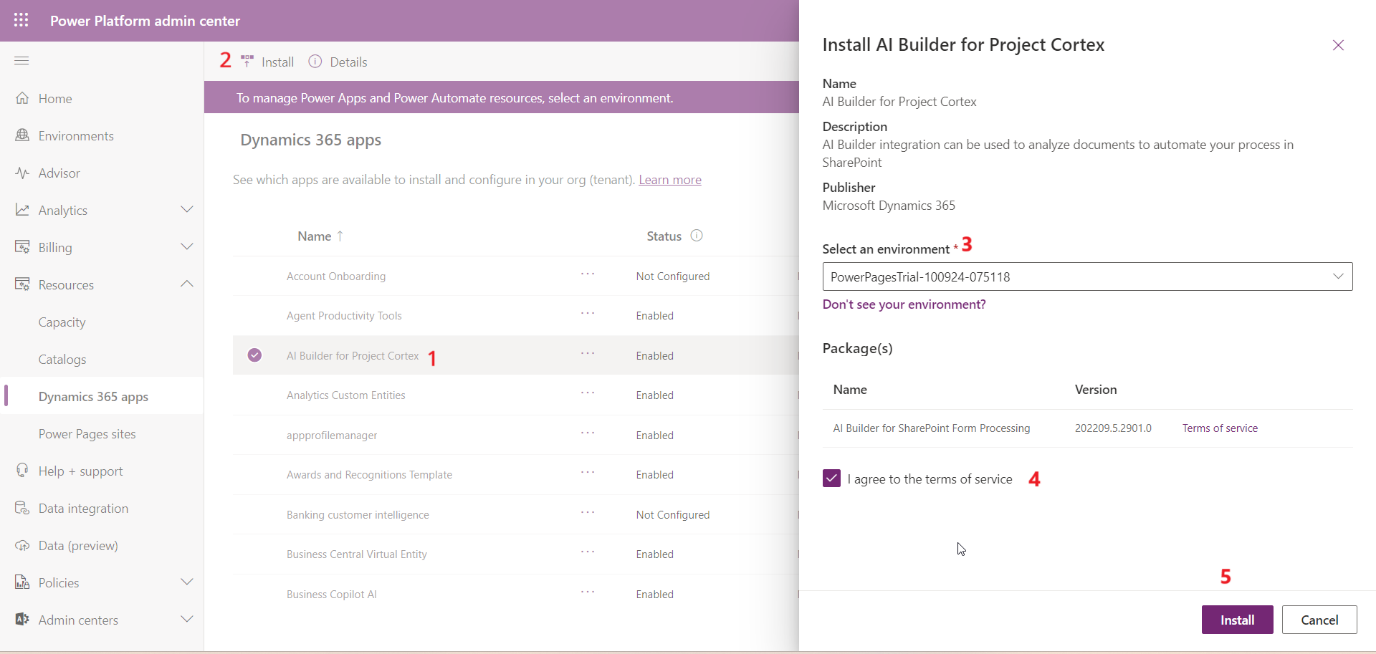 Power Platform admin center
Home
Environments
Advisor
Analytics
Billing
Resources
Capacity
Catalogs
Dynamics 365 apps
Power Pages sites
Help + support
Data integration
Data (preview)
Policies
Admin centers
2 Install Details
To manage Power Apps and Power Automate resources, select an environment.
Dynamics 365 apps
See which apps are available to install and configure in your org (tenant). Learn more
Name ↑ Status
Account Onboarding ... Not Configured
Agent Productivity Tools ... Enabled
AI Builder for Project Cortex 1 ... Enabled
Analytics Custom Entities ... Enabled
appprofilemanager ... Enabled
Awards and Recognitions Template ... Enabled
Banking customer intelligence ... Not Configured
Business Central Virtual Entity ... Enabled
Business Copilot AI ... Enabled
Install AI Builder for Project Cortex
Name
AI Builder for Project Cortex
Description
AI Builder integration can be used to analyze documents to automate your process in
SharePoint
Publisher
Microsoft Dynamics 365
Select an environment * 3
PowerPagesTrial-100924-075118
Don't see your environment?
Package(s)
Name Version
AI Builder for SharePoint Form Processing 202209.5.2901.0 Terms of service
I agree to the terms of service 4
5
Install Cancel